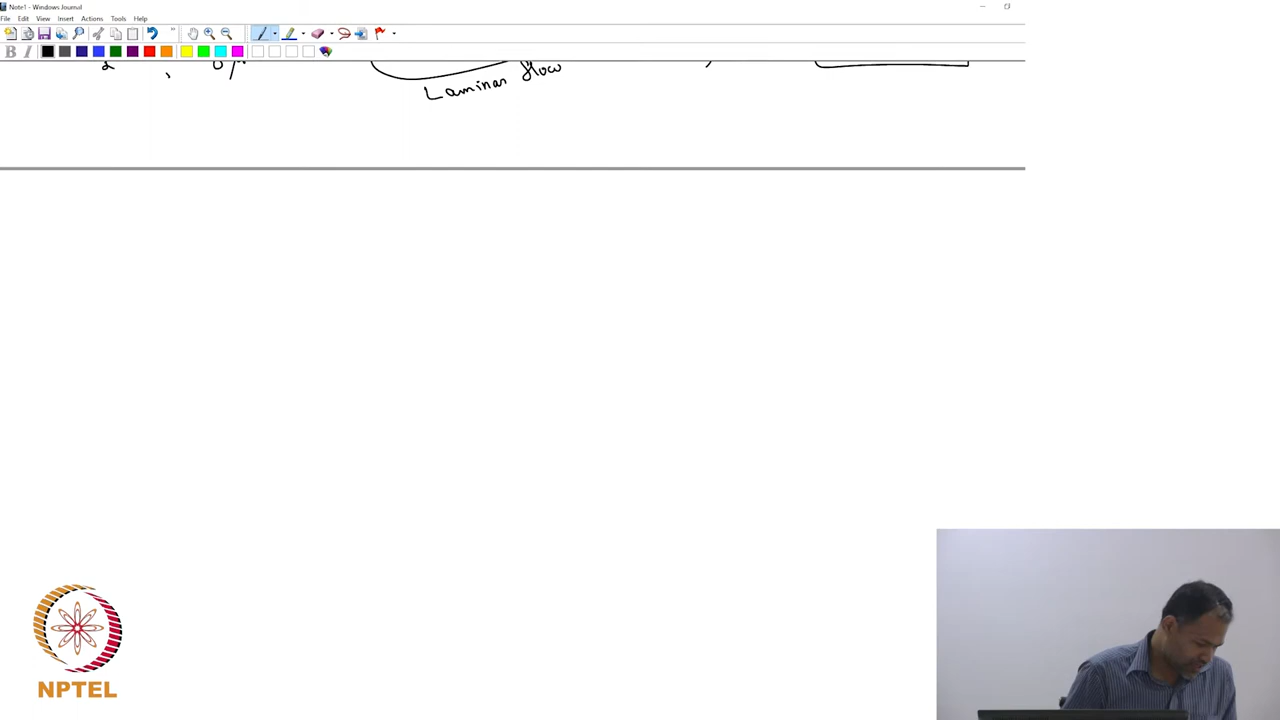 Note1 - Windows Journal
File Edit View Insert Actions Tools Help
Laminar flow
NPTEL